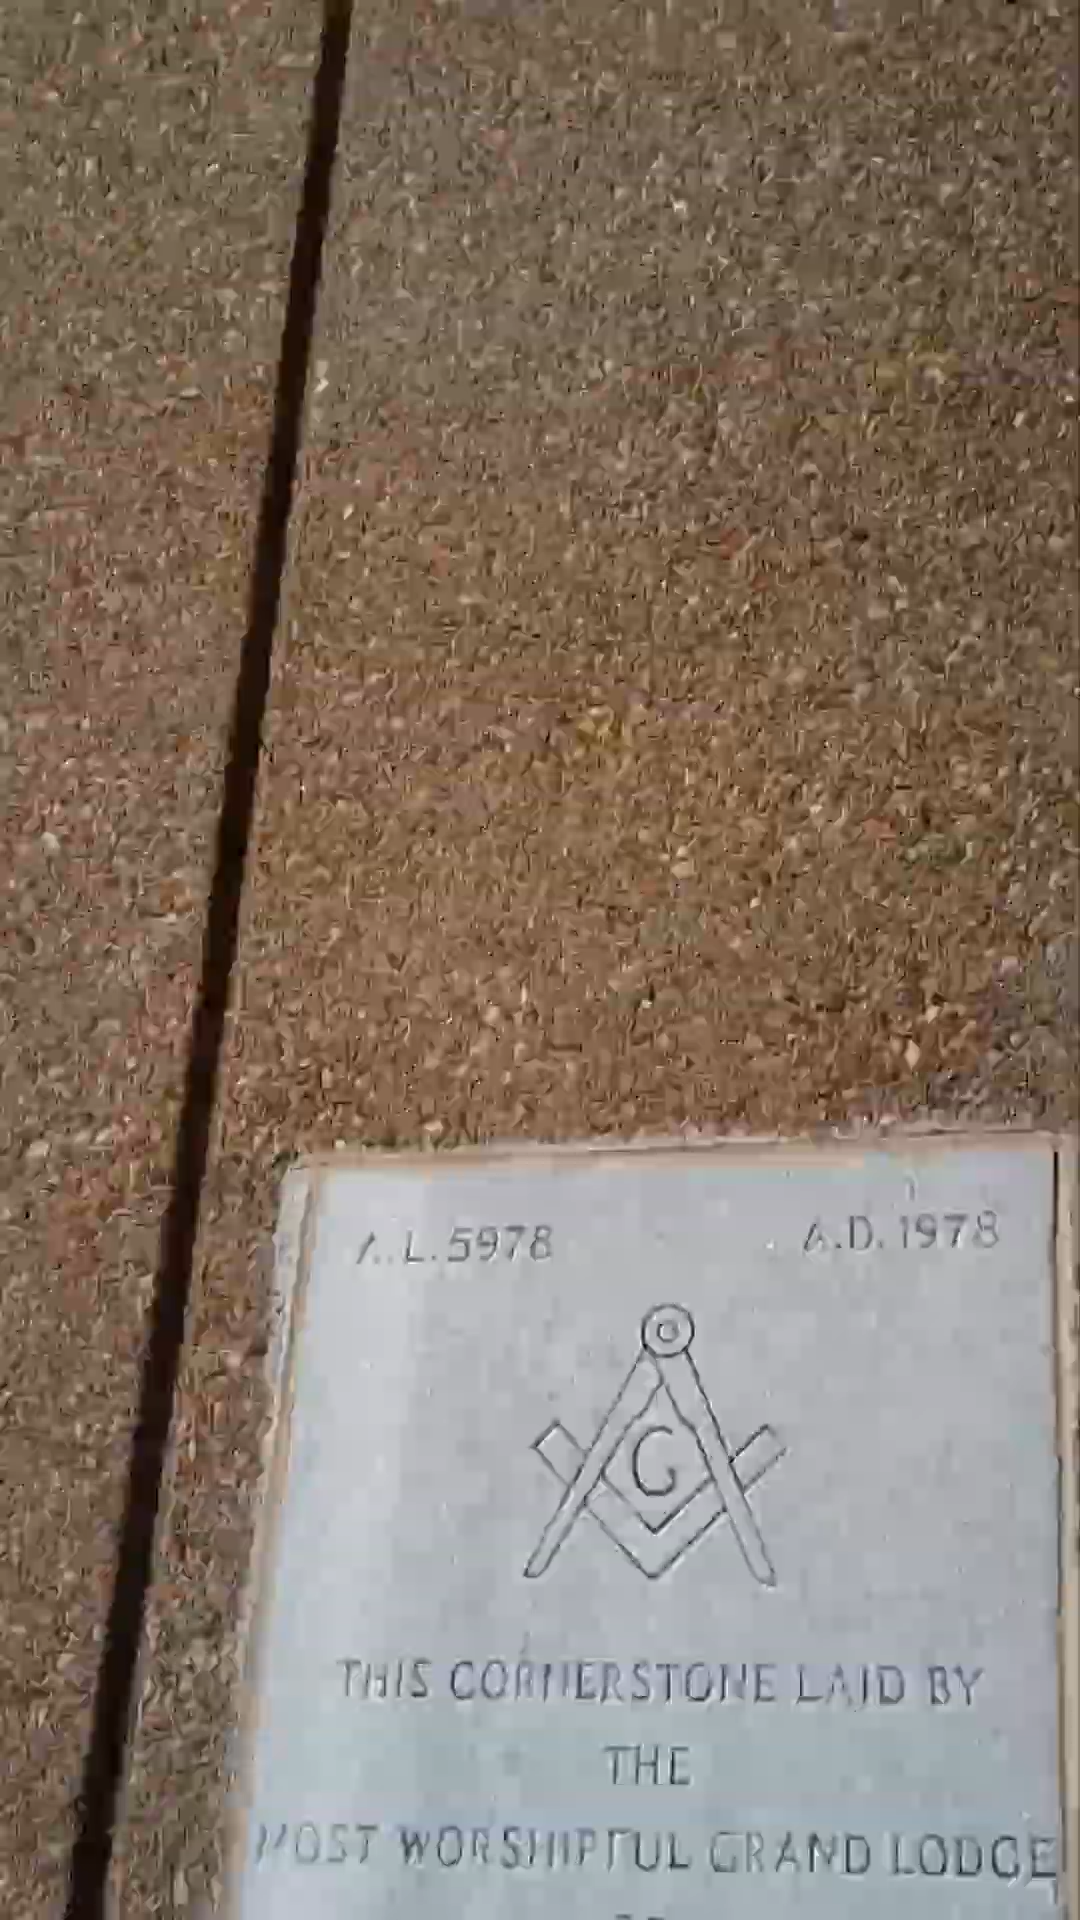 A.L.5978 A.D.1978
G
THIS CORNERSTONE LAID BY
THE
MOST WORSHIPFUL GRAND LODGE